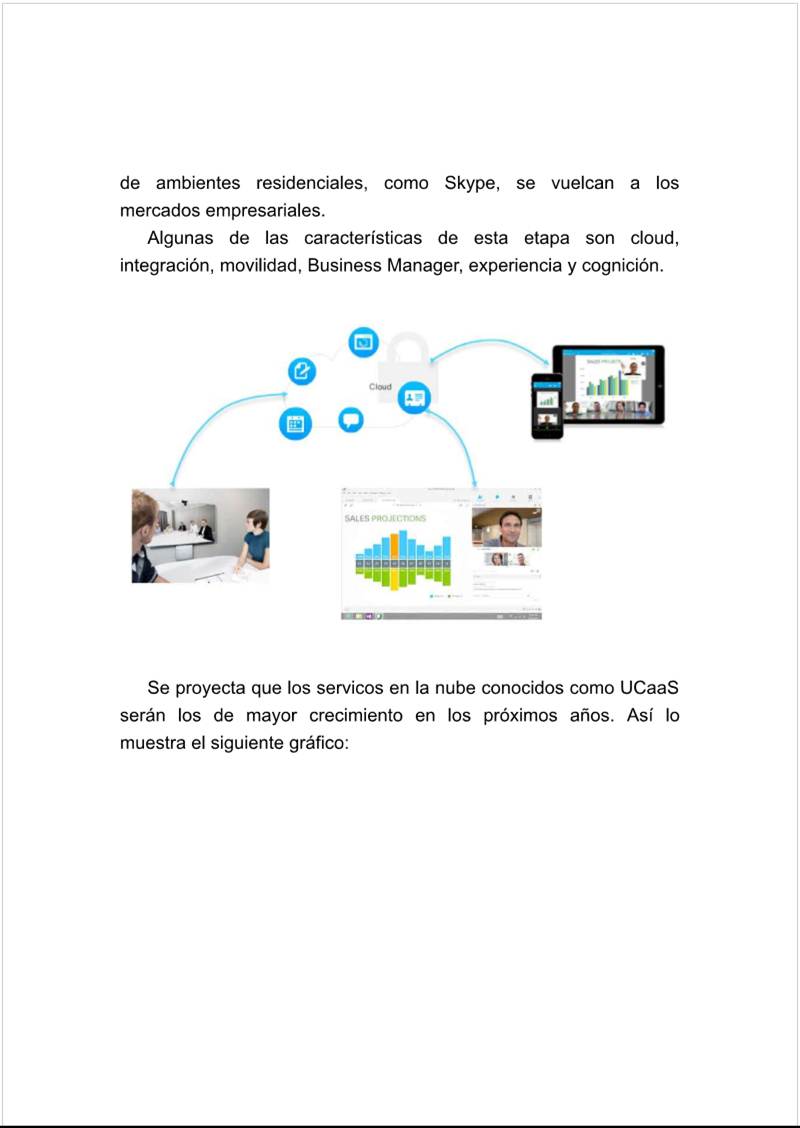 de ambientes residenciales, como Skype, se vuelcan a los
mercados empresariales.
Algunas de las características de esta etapa son cloud,
integración, movilidad, Business Manager, experiencia y cognición.
Cloud
SALES PROJECTIONS
Se proyecta que los servicos en la nube conocidos como UCaaS
serán los de mayor crecimiento en los próximos años. Así lo
muestra el siguiente gráfico: